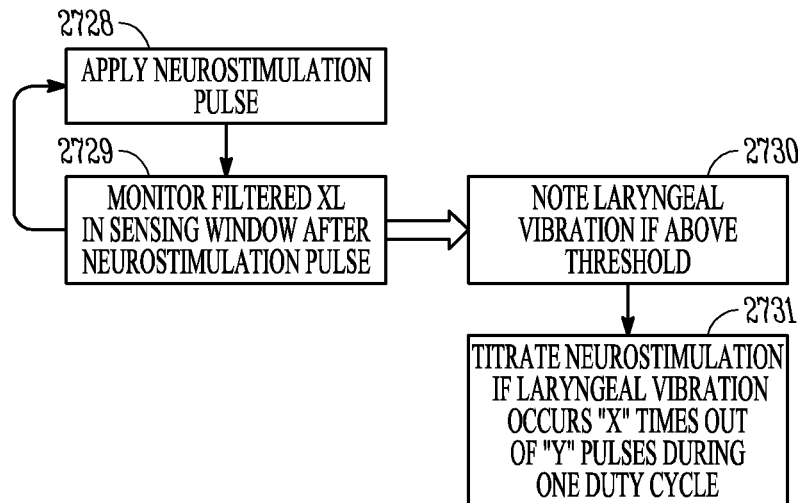 2728
APPLY NEUROSTIMULATION
PULSE
2729
MONITOR FILTERED XL
IN SENSING WINDOW AFTER
NEUROSTIMULATION PULSE
2730
NOTE LARYNGEAL
VIBRATION IF ABOVE
THRESHOLD
2731
TITRATE NEUROSTIMULATION
IF LARYNGEAL VIBRATION
OCCURS "X" TIMES OUT
OF "Y" PULSES DURING
ONE DUTY CYCLE